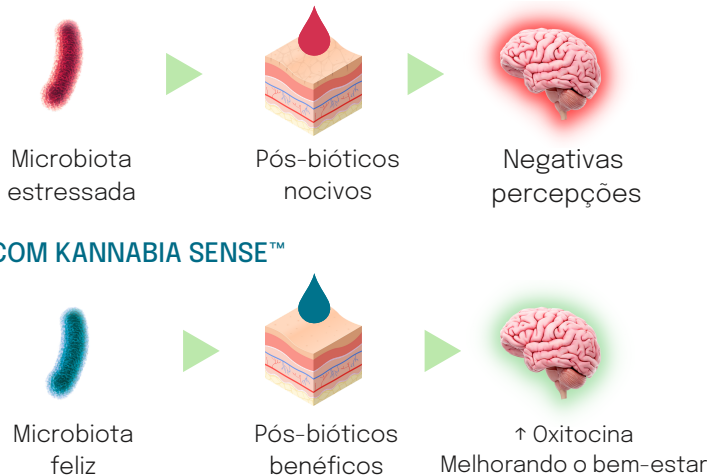 Microbiota estressada
Pós-bióticos nocivos
Negativas percepções
COM KANNABIA SENSE™
Microbiota feliz
Pós-bióticos benéficos
↑ Oxitocina
Melhorando o bem-estar